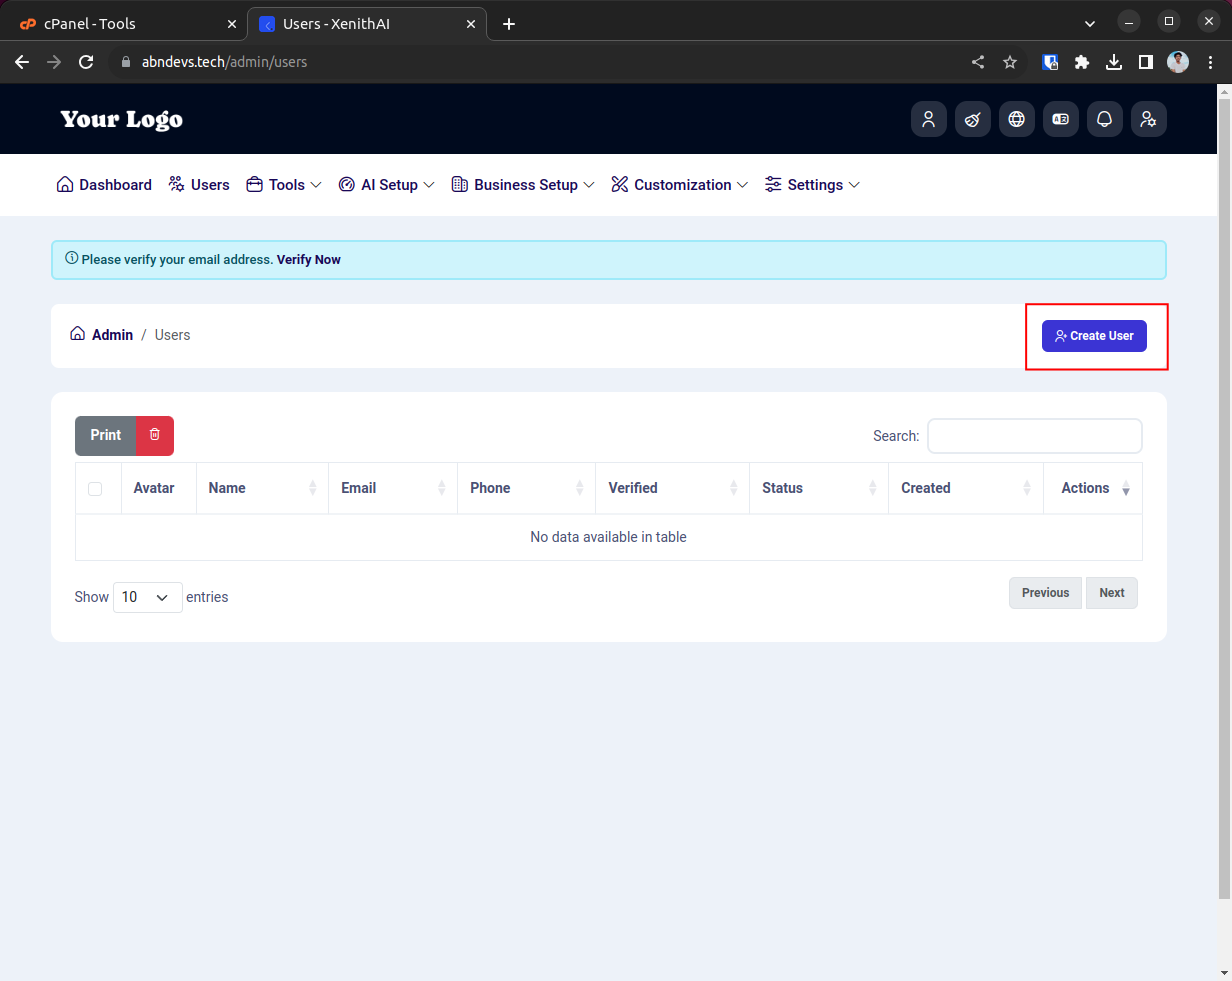 cPanel - Tools
Users - XenithAI
abndevs.tech/admin/users
Your Logo
Dashboard Users Tools AI Setup Business Setup Customization Settings
Please verify your email address. Verify Now
Admin / Users
Create User
Print
Search:
Avatar Name Email Phone Verified Status Created Actions
No data available in table
Show 10 entries
Previous Next